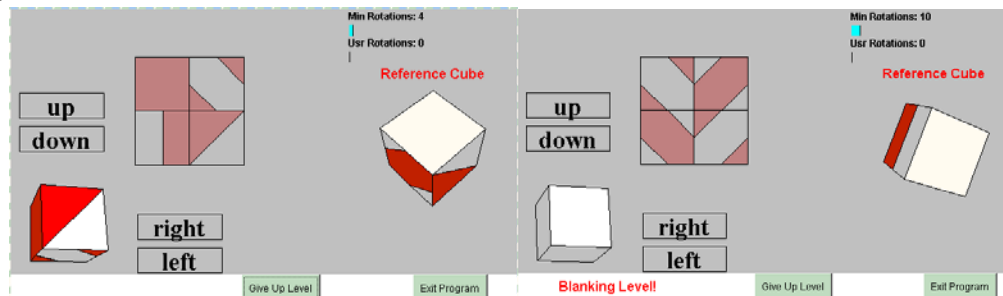 Min Rotations: 4
Usr Rotations: 0
Reference Cube
up
down
right
left
Give Up Level
Exit Program
Min Rotations: 10
Usr Rotations: 0
Reference Cube
up
down
right
left
Blanking Level!
Give Up Level
Exit Program